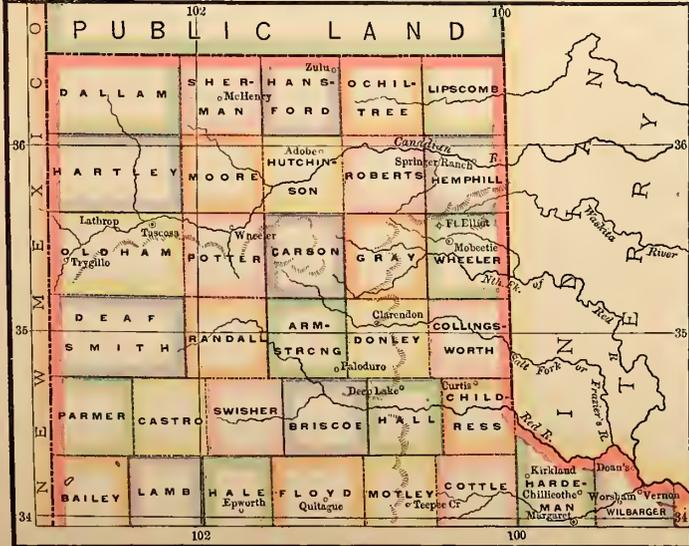 102
100
PUBLIC LAND
NEW MEXICO
INDIAN
TERRITORY
Zulu
DALLAM
SHER-
MAN
McHenry
HANS-
FORD
OCHIL-
TREE
LIPSCOMB
36
36
HARTLEY
MOORE
Adobe
HUTCHIN-
SON
Canadian
R.
ROBERTS
Springer Ranch
HEMPHILL
Lathrop
Tascosa
OLDHAM
Trygillo
Wheeler
POTTER
CARSON
GRAY
Ft. Elliot
Mobeetie
WHEELER
Washita
River
Nth. Fk. of
Red
R
35
35
DEAF
SMITH
RANDALL
ARM-
STRCNG
Clarendon
DONLEY
COLLINGS-
WORTH
Paloduro
Salt Fork or
Frazier's R.
PARMER
CASTRO
SWISHER
BRISCOE
Deep Lake
HALL
Curtis
CHILD-
RESS
Red R.
BAILEY
LAMB
HALE
Epworth
FLOYD
Quitague
MOTLEY
Teepee Cr
COTTLE
Kirkland
HARDE-
Chillicothe
MAN
Margaret
Doan's
Worsham
Vernon
WILBARGER
34
34
102
100